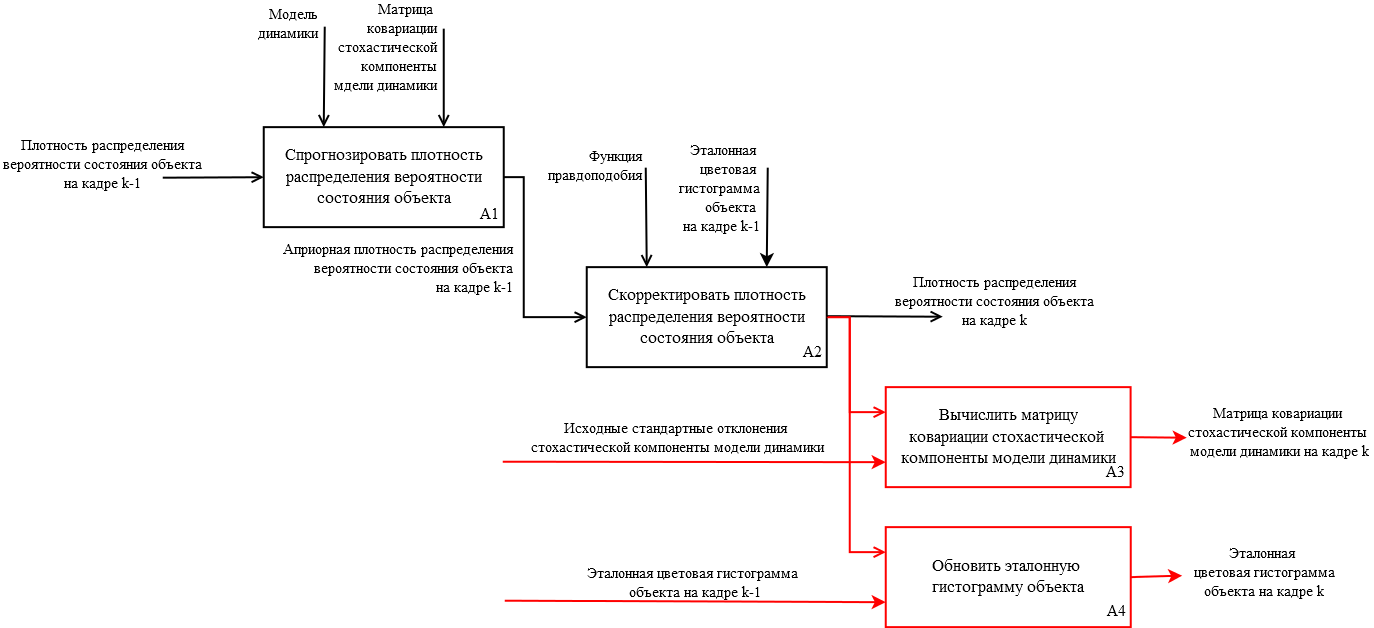 Модель
динамики
Матрица
ковариации
стохастической
компоненты
мдели динамики
Плотность распределения
вероятности состояния объекта
на кадре k-1
Спрогнозировать плотность
распределения вероятности
состояния объекта
A1
Функция
правдоподобия
Эталонная
цветовая
гистограмма
объекта
на кадре k-1
Априорная плотность распределения
вероятности состояния объекта
на кадре k-1
Скорректировать плотность
распределения вероятности
состояния объекта
A2
Плотность распределения
вероятности состояния объекта
на кадре k
Исходные стандартные отклонения
стохастической компоненты модели динамики
Вычислить матрицу
ковариации стохастической
компоненты модели динамики
A3
Матрица ковариации
стохастической компоненты
модели динамики на кадре k
Эталонная цветовая гистограмма
объекта на кадре k-1
Обновить эталонную
гистограмму объекта
A4
Эталонная
цветовая гистограмма
объекта на кадре k